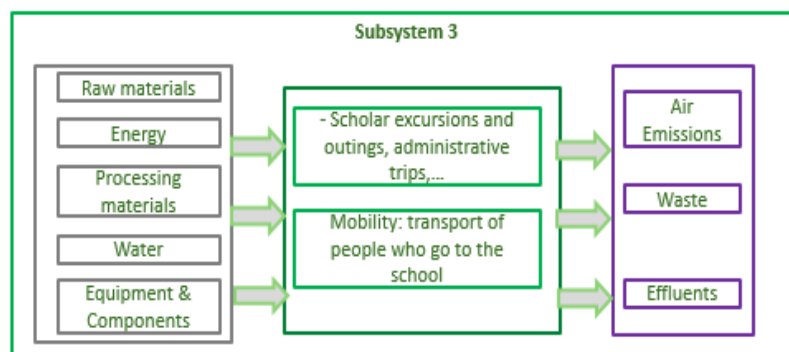 Subsystem 3
Raw materials
Energy
Processing
materials
Water
Equipment &
Components
- Scholar excursions and
outings, administrative
trips,...
Mobility: transport of
people who go to the
school
Air
Emissions
Waste
Effluents